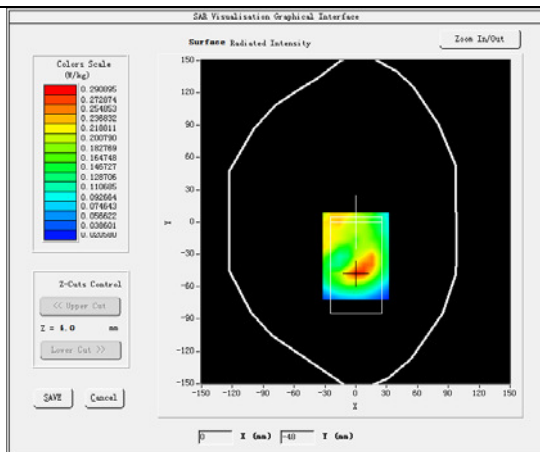 SAR Visualisation Graphical Interface
Surface Radiated Intensity
Zoom In/Out
Colors Scale
(W/kg)
0.290895
0.272874
0.254853
0.236832
0.218811
0.200790
0.182769
0.164748
0.146727
0.128706
0.110685
0.092664
0.074643
0.056622
0.038601
0.020580
150
120
90
60
30
0
-30
-60
-90
-120
-150
Y
-150 -120 -90 -60 -30 0 30 60 90 120 150
X
Z-Cuts Control
<< Upper Cut
Z = 4.0 mm
Lower Cut >>
SAVE Cancel
0 X (mm) -48 Y (mm)